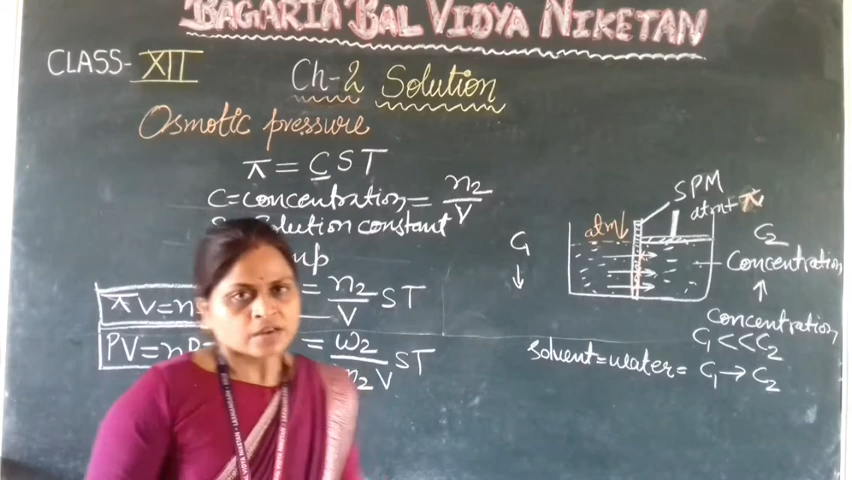 BAGARIA BAL VIDYA NIKETAN
CLASS- XII
Ch-2 Solution
Osmotic pressure
π = CST
C = concentration = n2/V
Solution constant
= n2/V ST
πV = n
PV = n
= w2/ V ST
SPM
atm↓
atm + π
C1
↓
C2
Concentration
↑
Concentration
C1 << C2
Solvent = water = C1 → C2